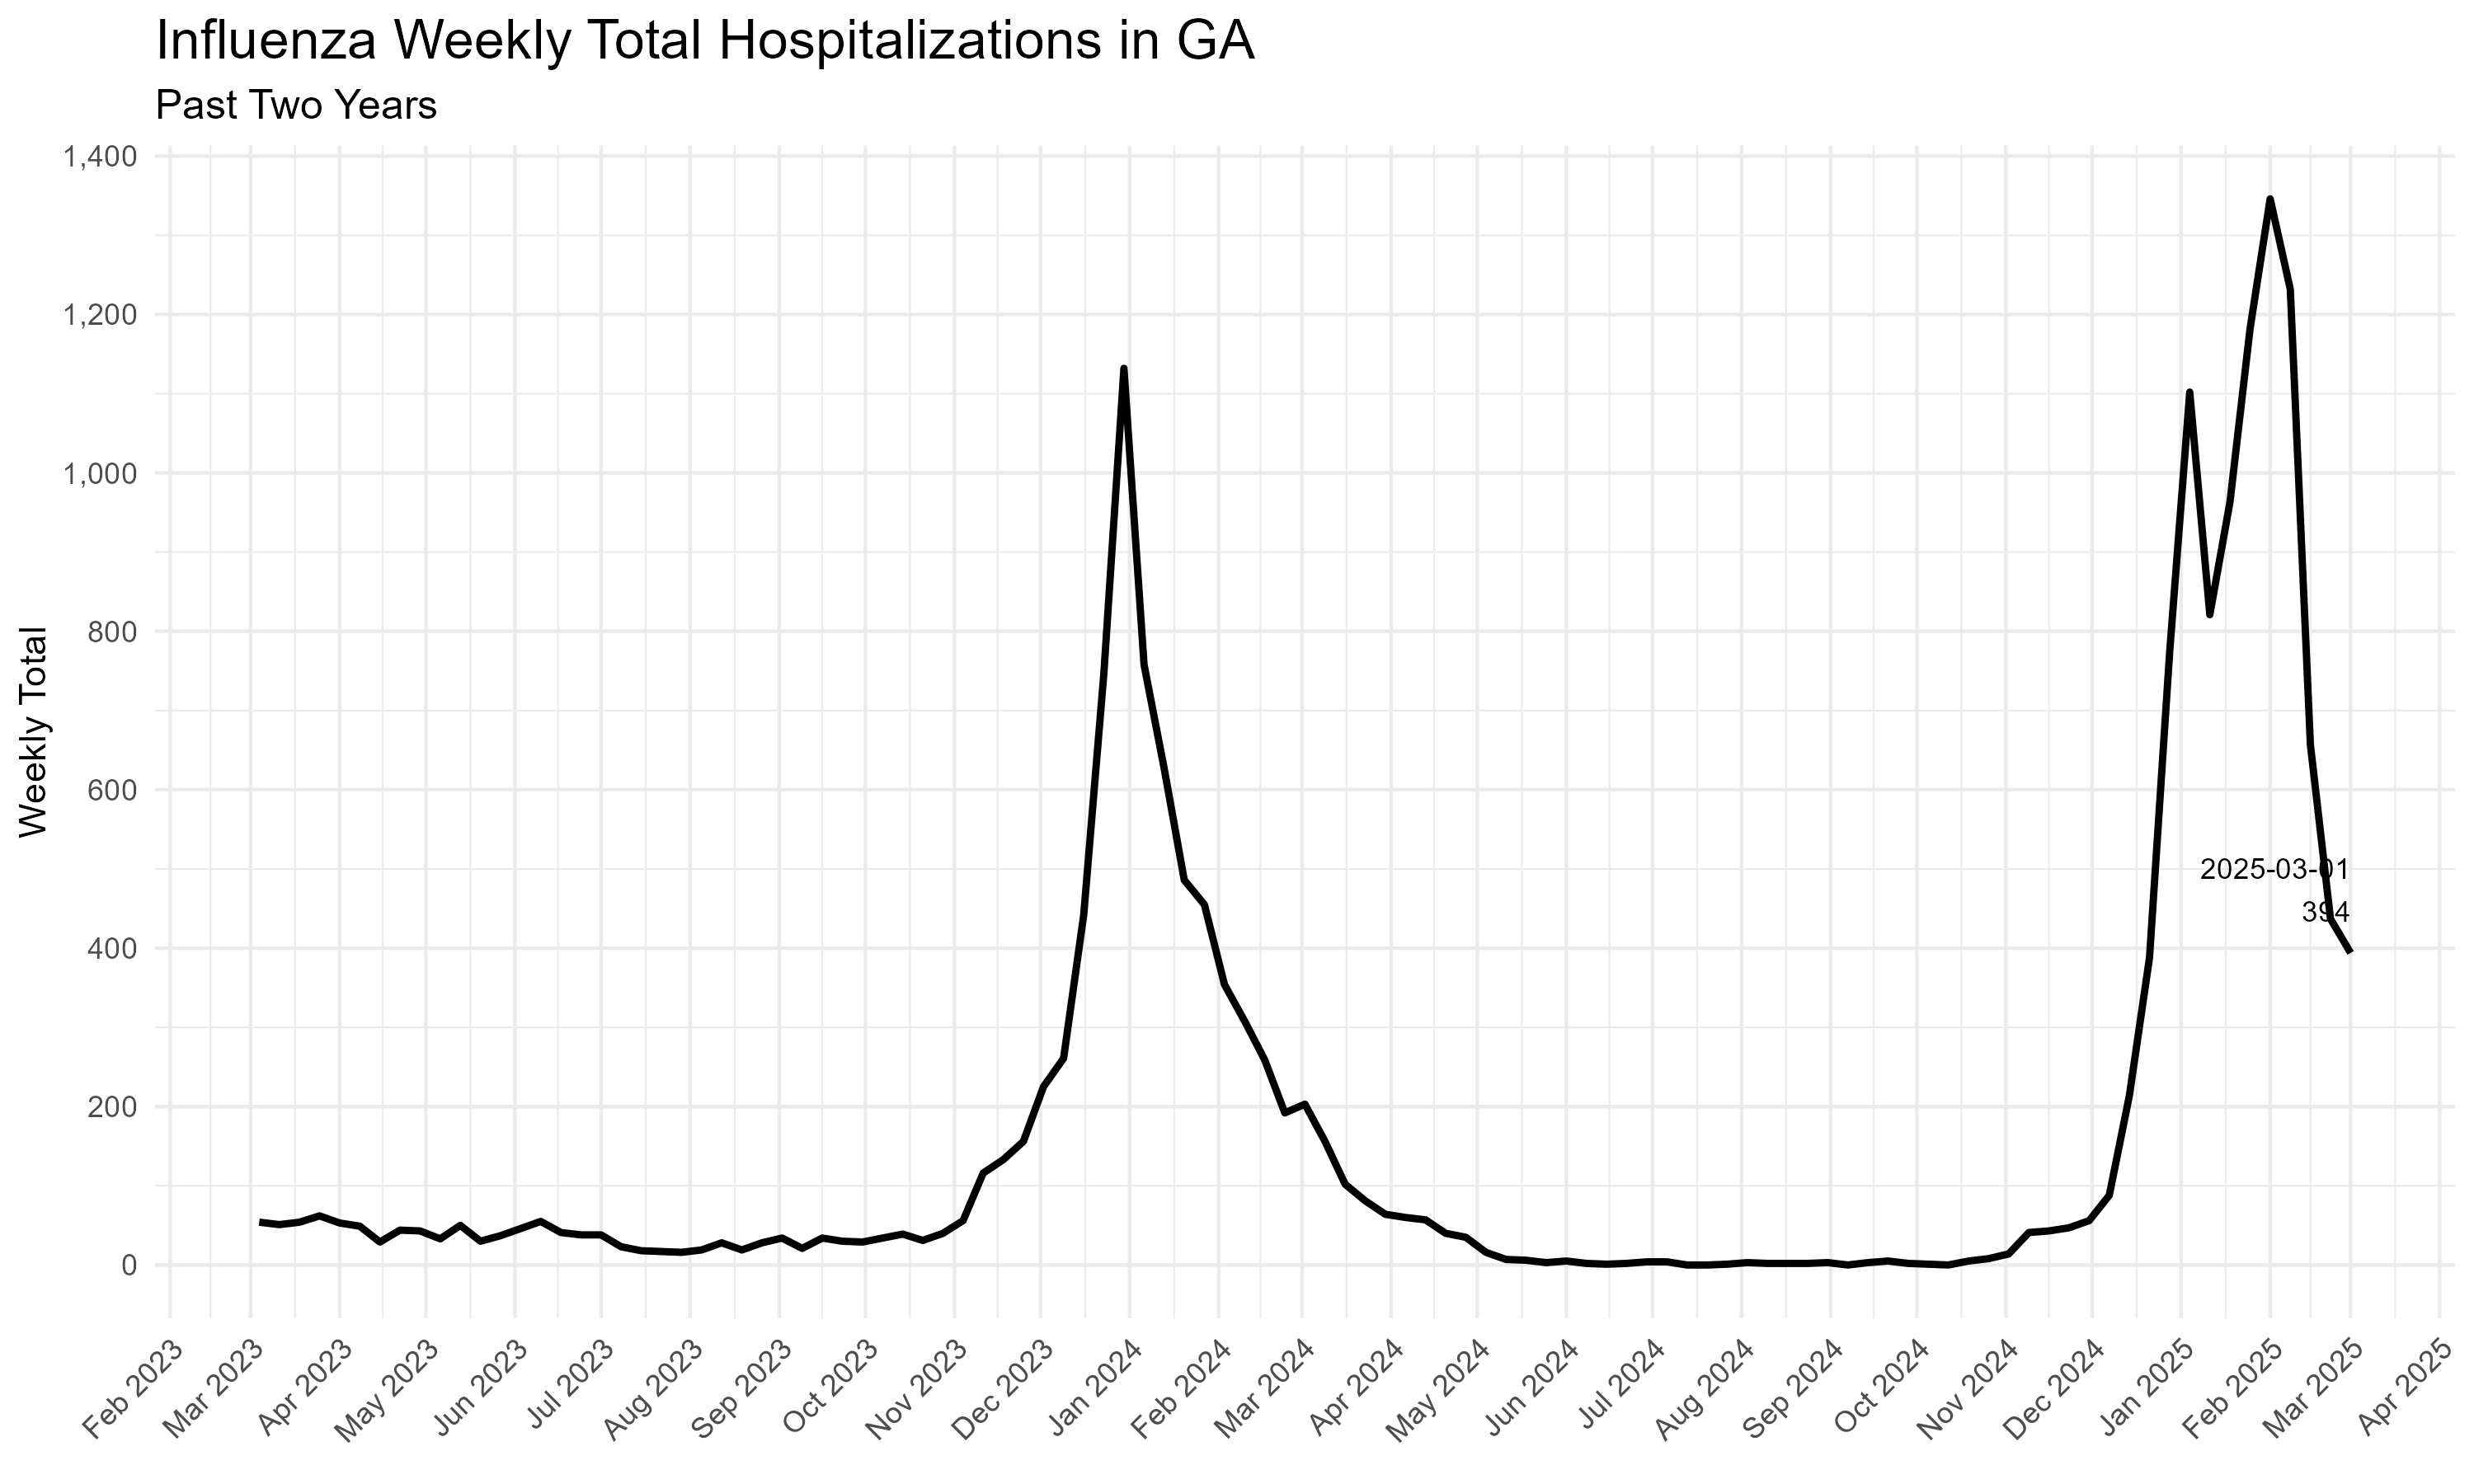 Influenza Weekly Total Hospitalizations in GA
Past Two Years
Weekly Total
1,400
1,200
1,000
800
600
400
200
0
2025-03-01
394
Feb 2023
Mar 2023
Apr 2023
May 2023
Jun 2023
Jul 2023
Aug 2023
Sep 2023
Oct 2023
Nov 2023
Dec 2023
Jan 2024
Feb 2024
Mar 2024
Apr 2024
May 2024
Jun 2024
Jul 2024
Aug 2024
Sep 2024
Oct 2024
Nov 2024
Dec 2024
Jan 2025
Feb 2025
Mar 2025
Apr 2025